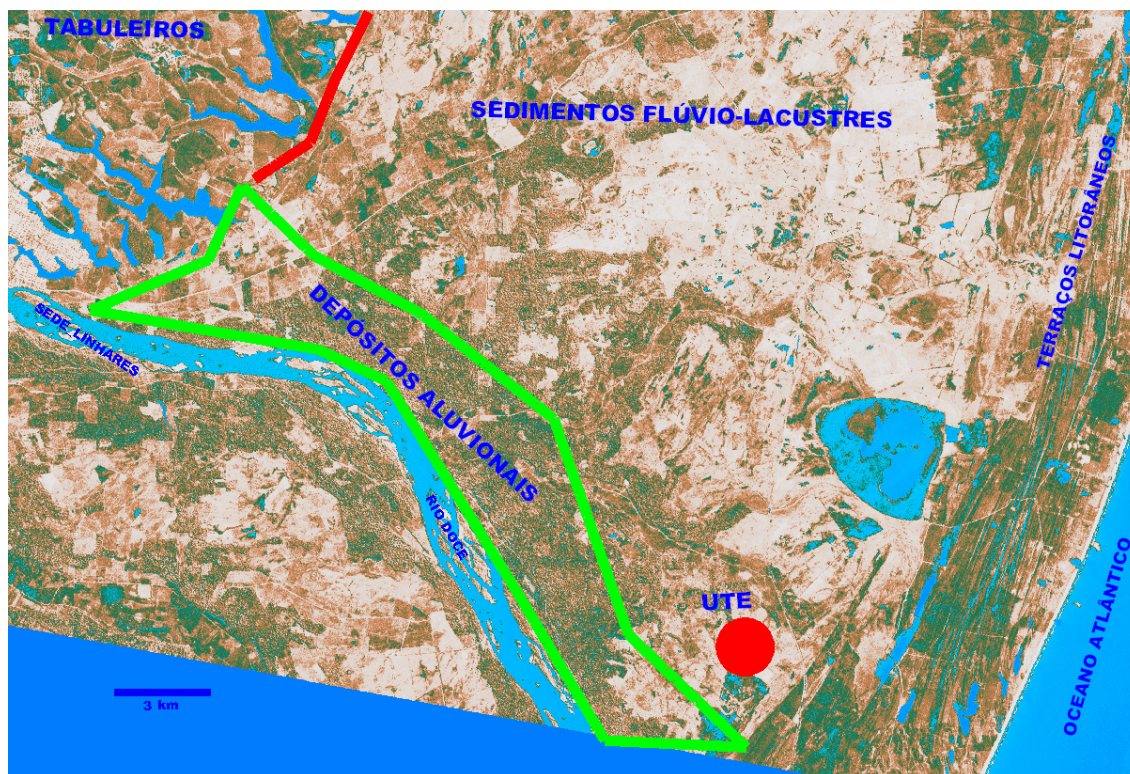 TABULEIROS
SEDIMENTOS FLÚVIO-LACUSTRES
TERRAÇOS LITORÂNEOS
DEPÓSITOS ALUVIONAIS
SEDE LINHARES
RIO DOCE
UTE
OCEANO ATLÂNTICO
3 km